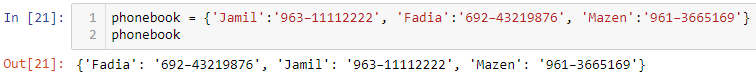 In [21]: 1 phonebook = {'Jamil':'963-11112222', 'Fadia':'692-43219876', 'Mazen':'961-3665169'}
2 phonebook
Out[21]: {'Fadia': '692-43219876', 'Jamil': '963-11112222', 'Mazen': '961-3665169'}